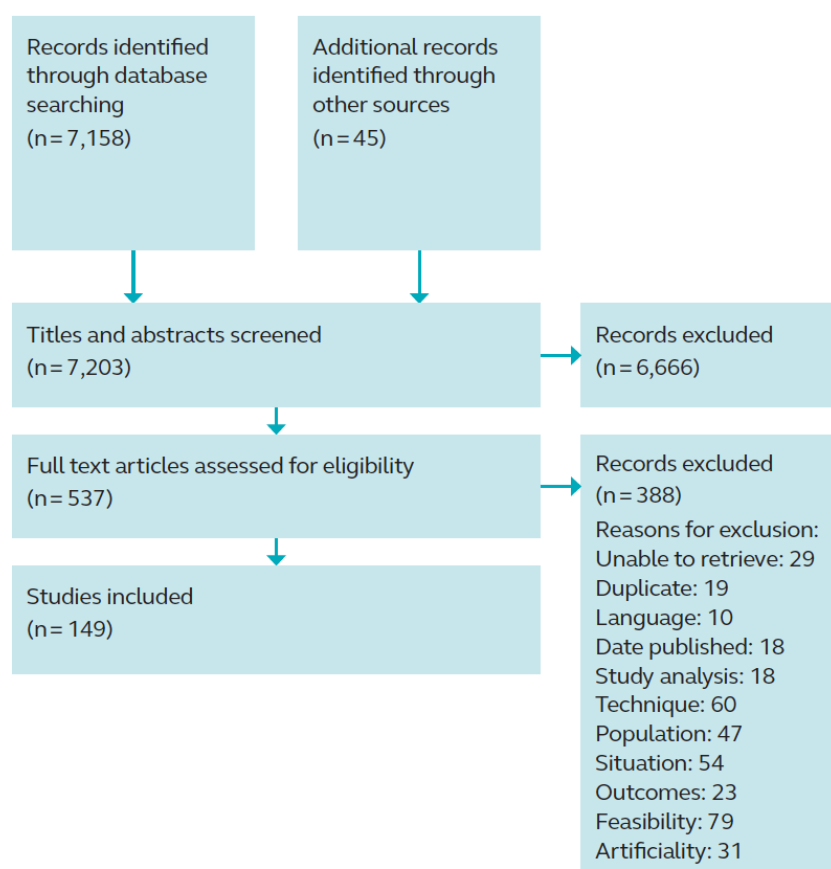 Records identified
through database
searching
(n = 7,158)
Additional records
identified through
other sources
(n = 45)
Titles and abstracts screened
(n = 7,203)
Records excluded
(n = 6,666)
Full text articles assessed for eligibility
(n = 537)
Records excluded
(n = 388)
Reasons for exclusion:
Unable to retrieve: 29
Duplicate: 19
Language: 10
Date published: 18
Study analysis: 18
Technique: 60
Population: 47
Situation: 54
Outcomes: 23
Feasibility: 79
Artificiality: 31
Studies included
(n = 149)